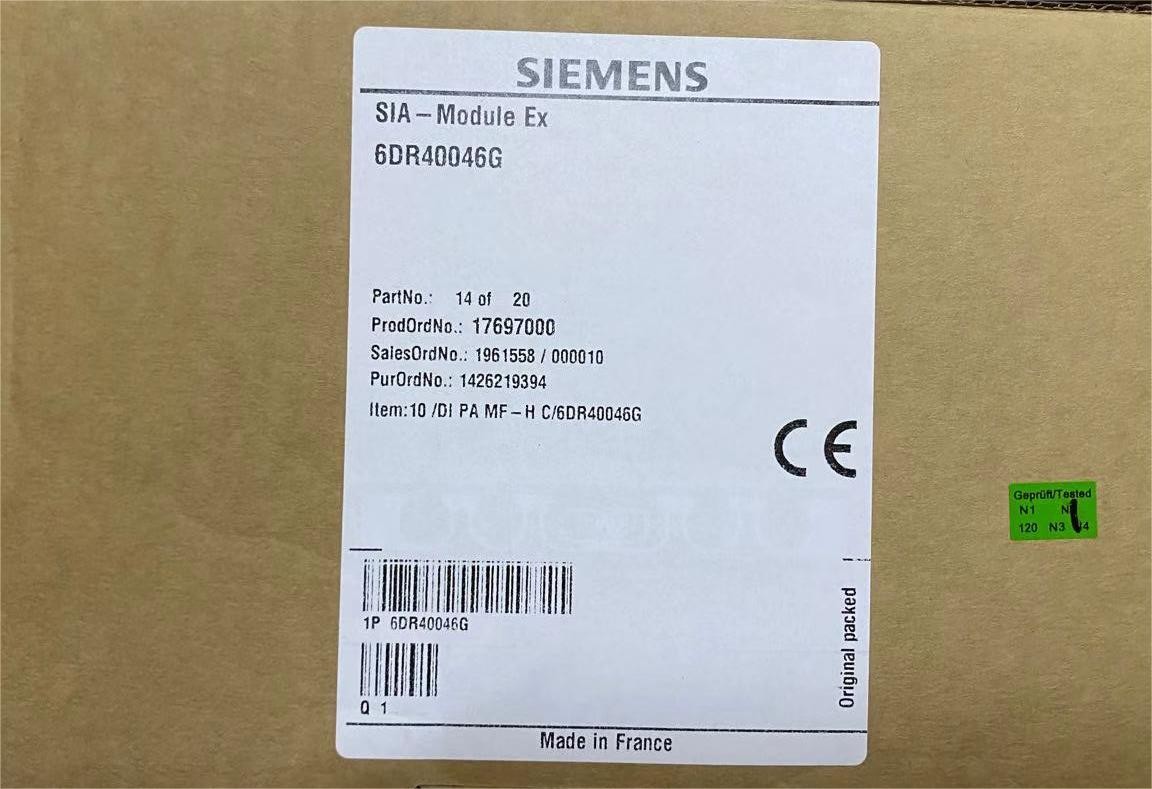 SIEMENS
SIA – Module Ex
6DR40046G
PartNo.: 14 of 20
ProdOrdNo.: 17697000
SalesOrdNo.: 1961558 / 000010
PurOrdNo.: 1426219394
Item:10 /DI PA MF – H C/6DR40046G
CE
Geprüft/Tested
N1
120 N3
1P 6DR40046G
Q 1
Original packed
Made in France